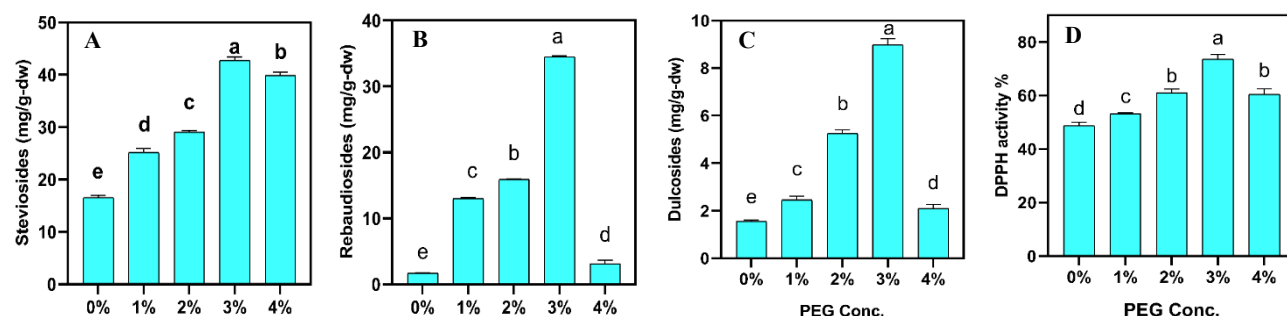 A
Steviosides (mg/g-dw)
50
40
30
20
10
0
e
d
c
a
b
0% 1% 2% 3% 4%
B
Rebaudiosides (mg/g-dw)
40
30
20
10
0
e
c
b
a
d
0% 1% 2% 3% 4%
C
Dulcosides (mg/g-dw)
10
8
6
4
2
0
e
c
b
a
d
0% 1% 2% 3% 4%
PEG Conc.
D
DPPH activity %
80
60
40
20
0
d
c
b
a
b
0% 1% 2% 3% 4%
PEG Conc.